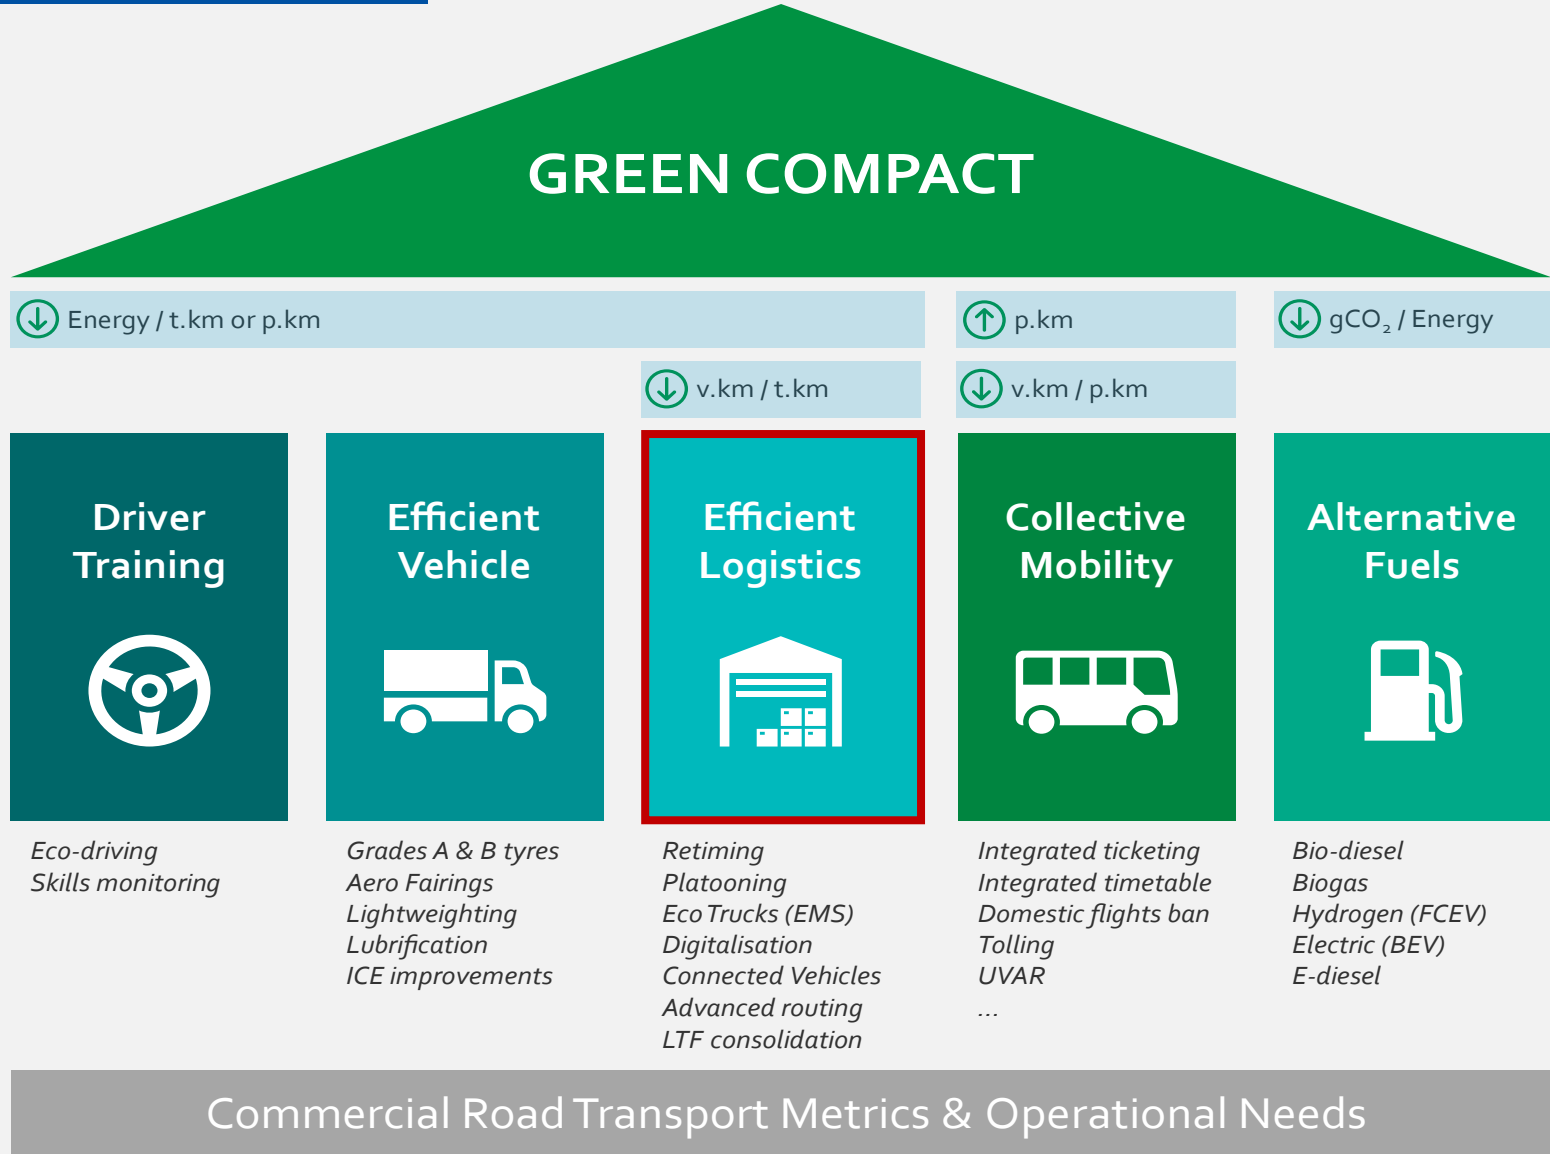 GREEN COMPACT
Energy / t.km or p.km
p.km
gCO₂ / Energy
v.km / t.km
v.km / p.km
Driver
Training
Efficient
Vehicle
Efficient
Logistics
Collective
Mobility
Alternative
Fuels
Eco-driving
Skills monitoring
Grades A & B tyres
Aero Fairings
Lightweighting
Lubrification
ICE improvements
Retiming
Platooning
Eco Trucks (EMS)
Digitalisation
Connected Vehicles
Advanced routing
LTF consolidation
Integrated ticketing
Integrated timetable
Domestic flights ban
Tolling
UVAR
...
Bio-diesel
Biogas
Hydrogen (FCEV)
Electric (BEV)
E-diesel
Commercial Road Transport Metrics & Operational Needs